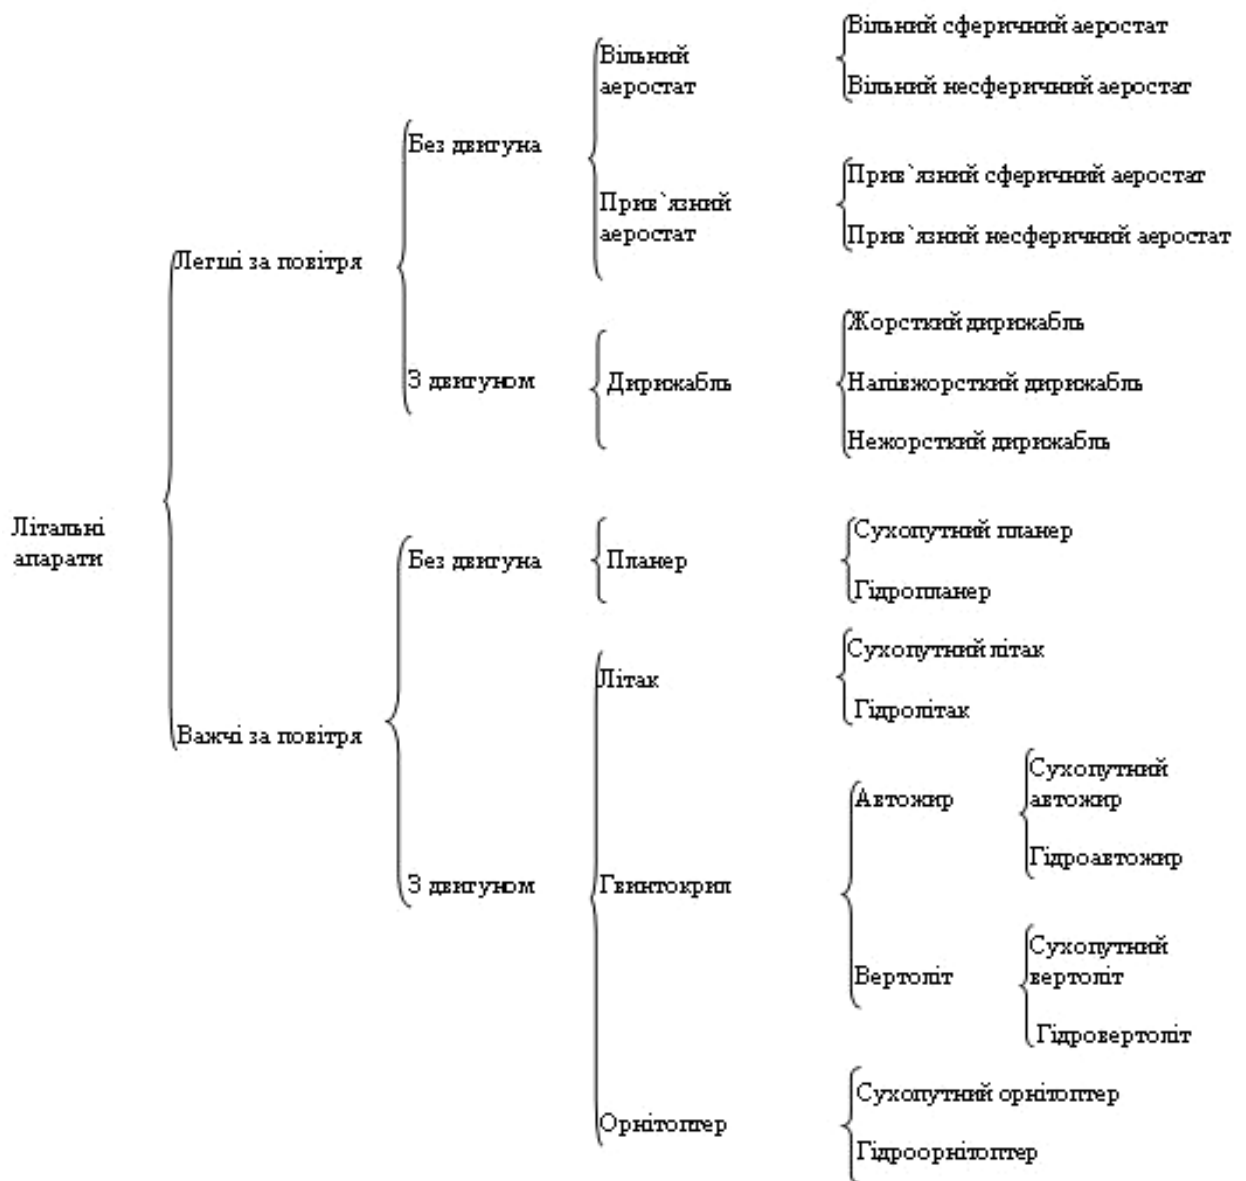 Літальні
апарати
Легші за повітря
Без двигуна
Вільний
аеростат
Вільний сферичний аеростат
Вільний несферичний аеростат
Прив`язний
аеростат
Прив`язний сферичний аеростат
Прив`язний несферичний аеростат
З двигуном
Дирижабль
Жорсткий дирижабль
Напівжорсткий дирижабль
Нежорсткий дирижабль
Важчі за повітря
Без двигуна
Планер
Сухопутний планер
Гідропланер
З двигуном
Літак
Сухопутний літак
Гідролітак
Гвинтокрил
Автожир
Сухопутний
автожир
Гідроавтожир
Вертоліт
Сухопутний
вертоліт
Гідровертоліт
Орнітоптер
Сухопутний орнітоптер
Гідроорнітоптер